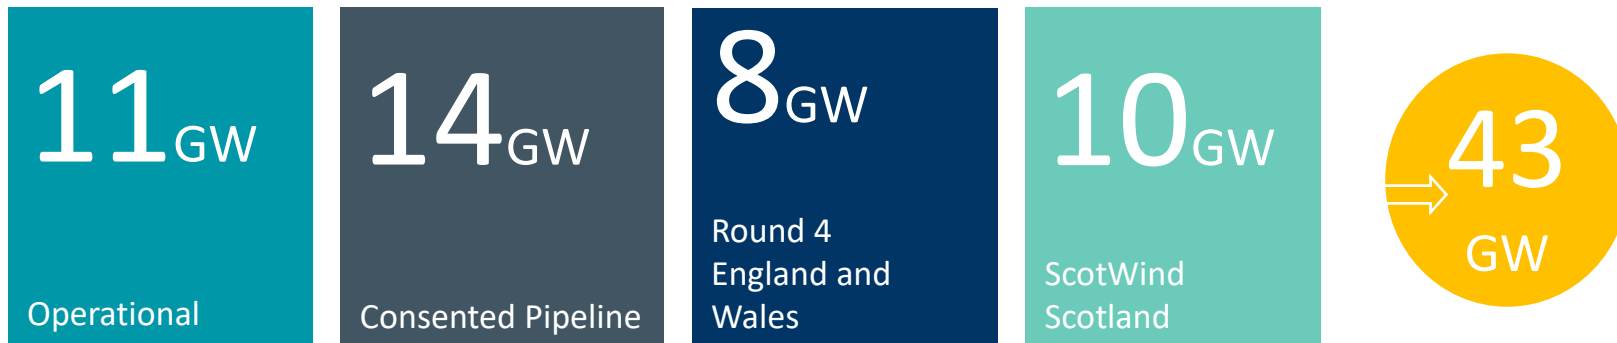 11GW
Operational
14GW
Consented Pipeline
8GW
Round 4
England and
Wales
10GW
ScotWind
Scotland
43
GW